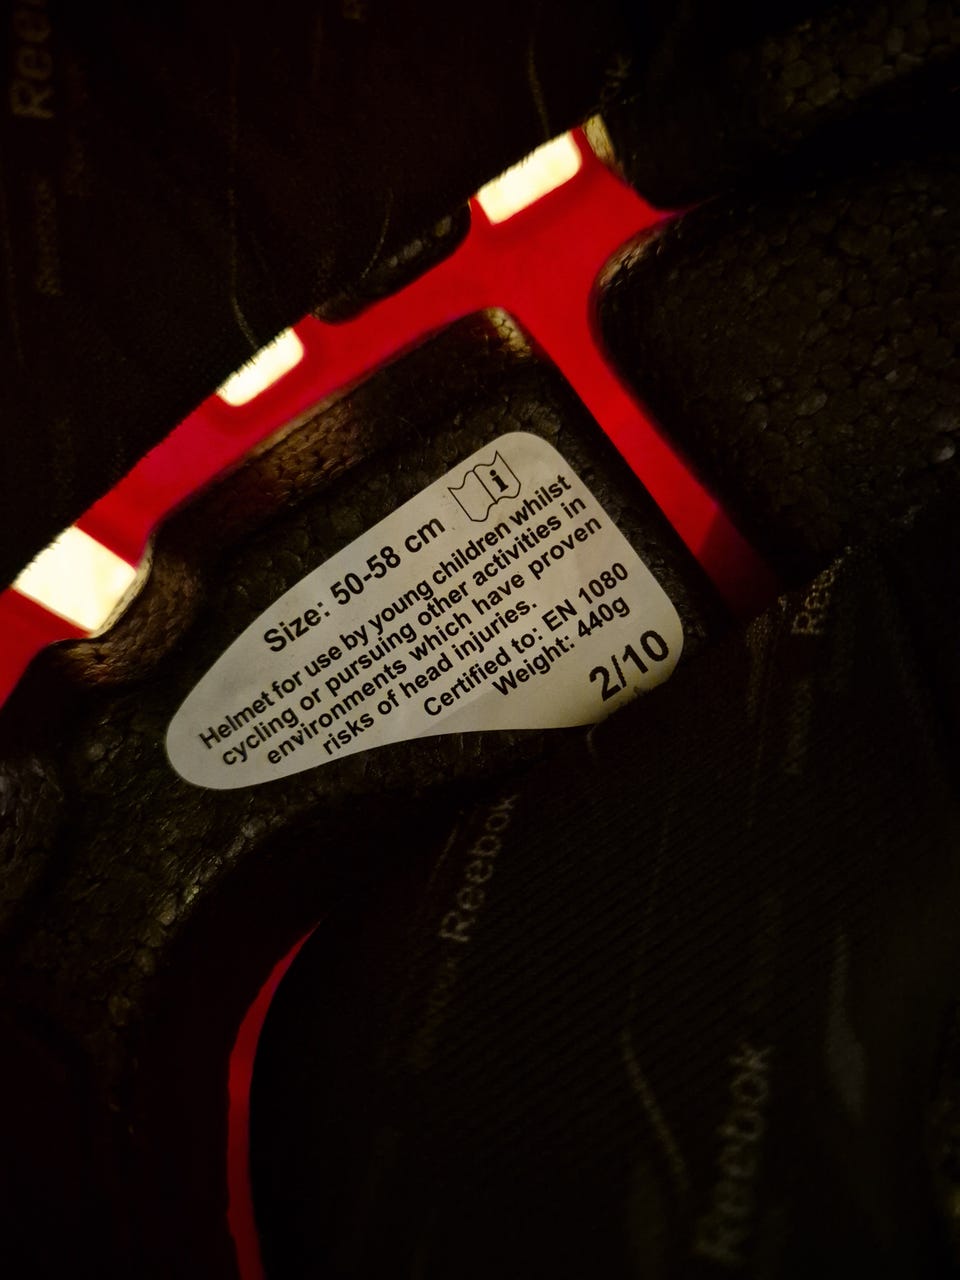 Reebok
i
Size: 50-58 cm
Helmet for use by young children whilst
cycling or pursuing other activities in
environments which have proven
risks of head injuries.
Certified to: EN 1080
Weight: 440g
2/10
Reebok
Reebok